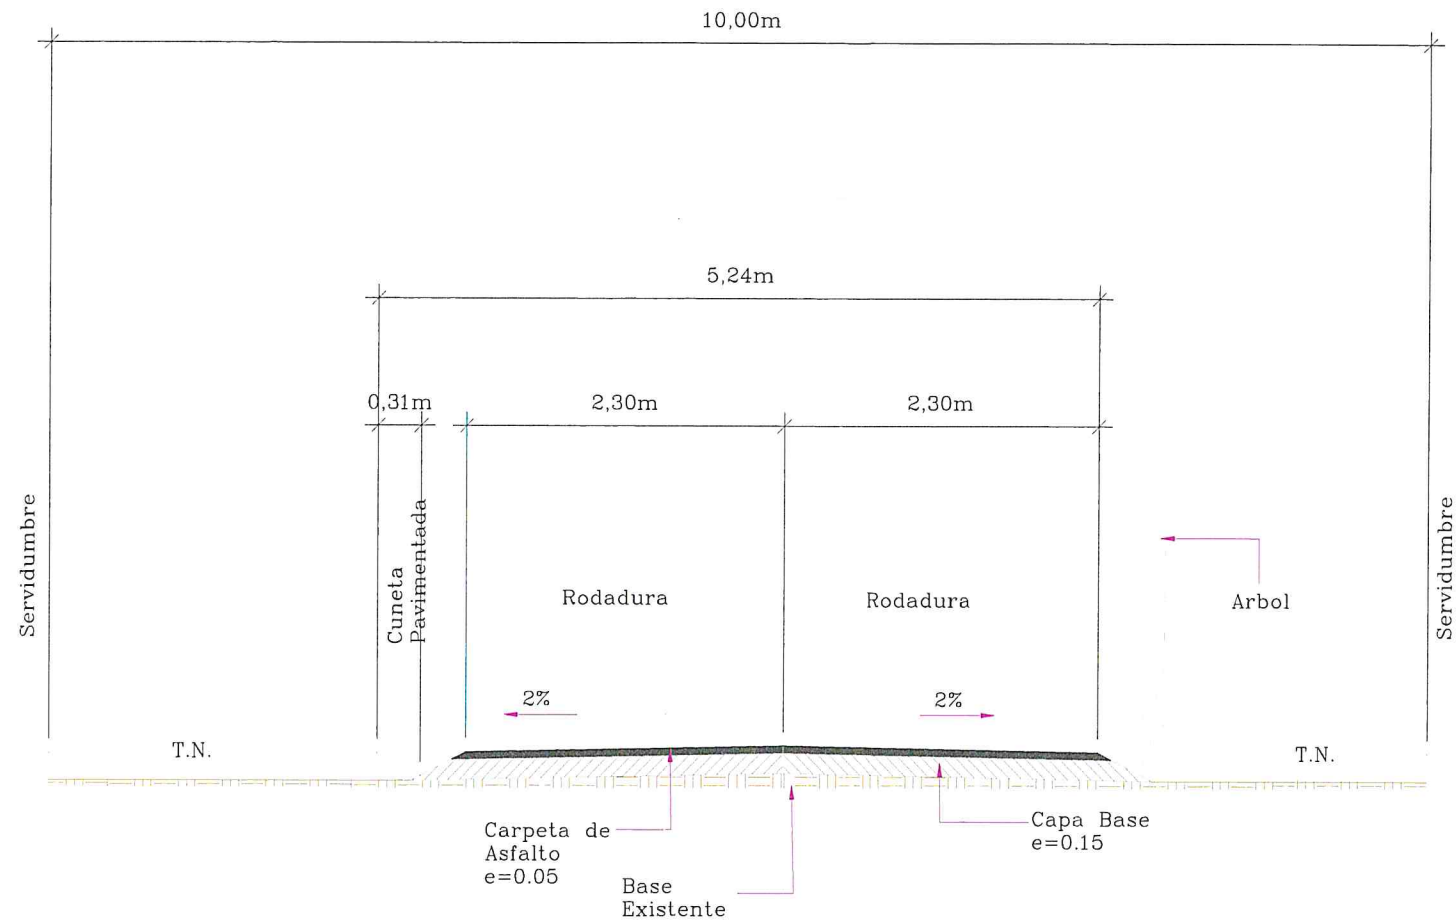 10,00m
5,24m
0,31m
2,30m
2,30m
Servidumbre
Cuneta
Pavimentada
Rodadura
Rodadura
Arbol
Servidumbre
2%
2%
T.N.
T.N.
Carpeta de
Asfalto
e=0.05
Capa Base
e=0.15
Base
Existente